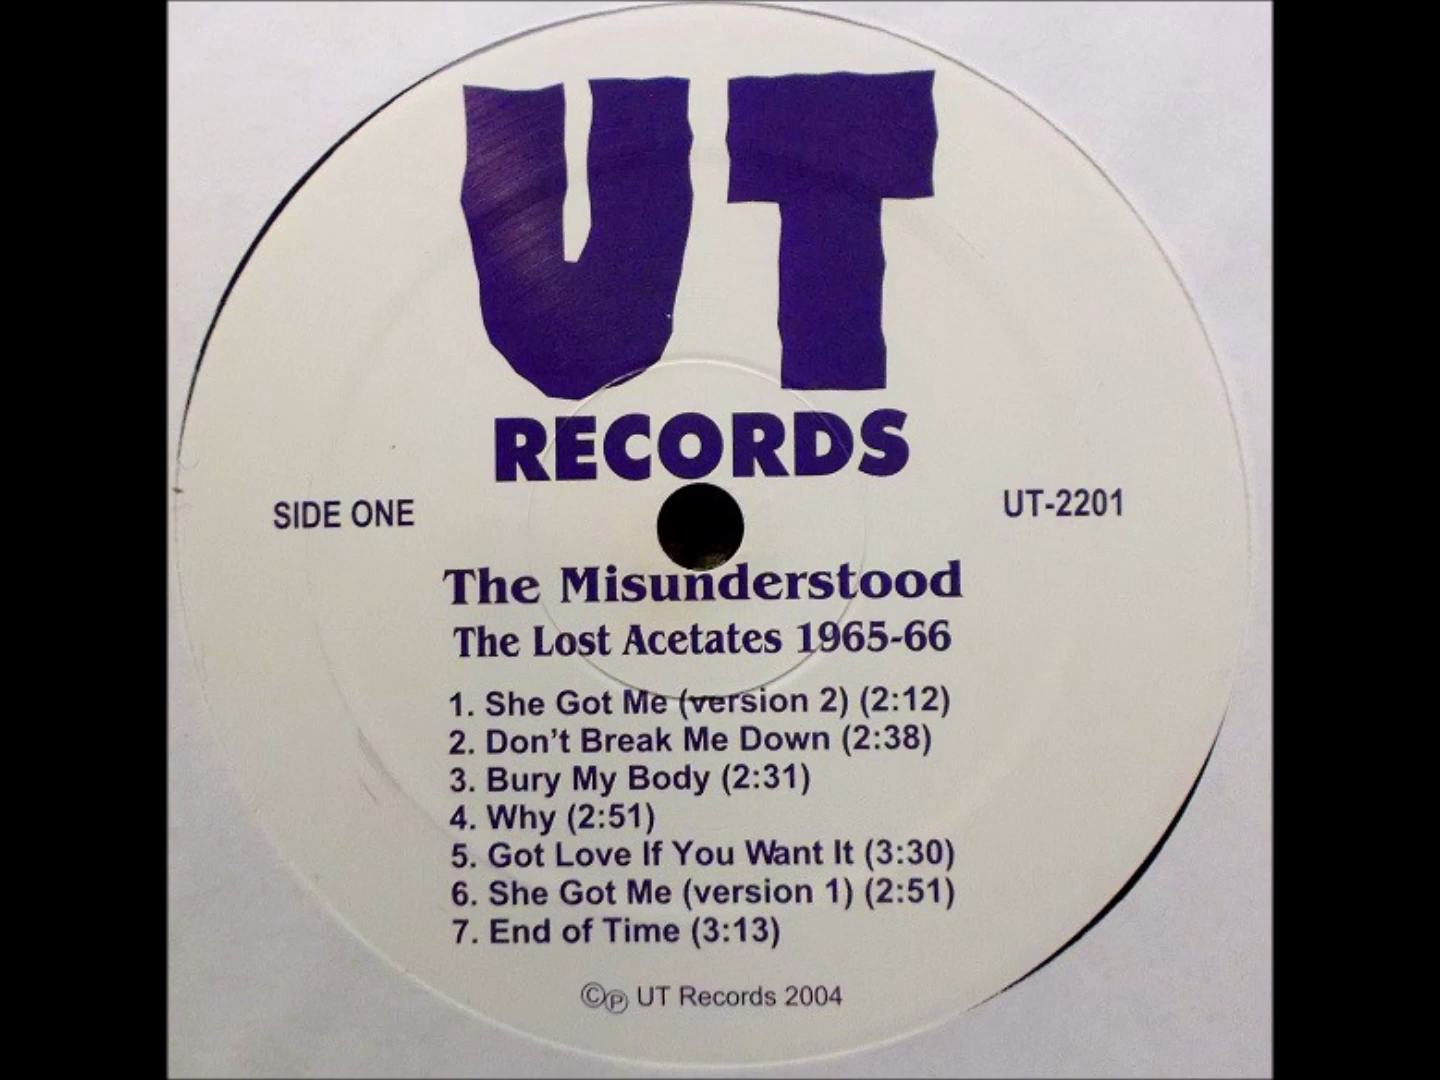 UT
RECORDS
SIDE ONE
UT-2201
The Misunderstood
The Lost Acetates 1965-66
1. She Got Me (version 2) (2:12)
2. Don't Break Me Down (2:38)
3. Bury My Body (2:31)
4. Why (2:51)
5. Got Love If You Want It (3:30)
6. She Got Me (version 1) (2:51)
7. End of Time (3:13)
©℗ UT Records 2004